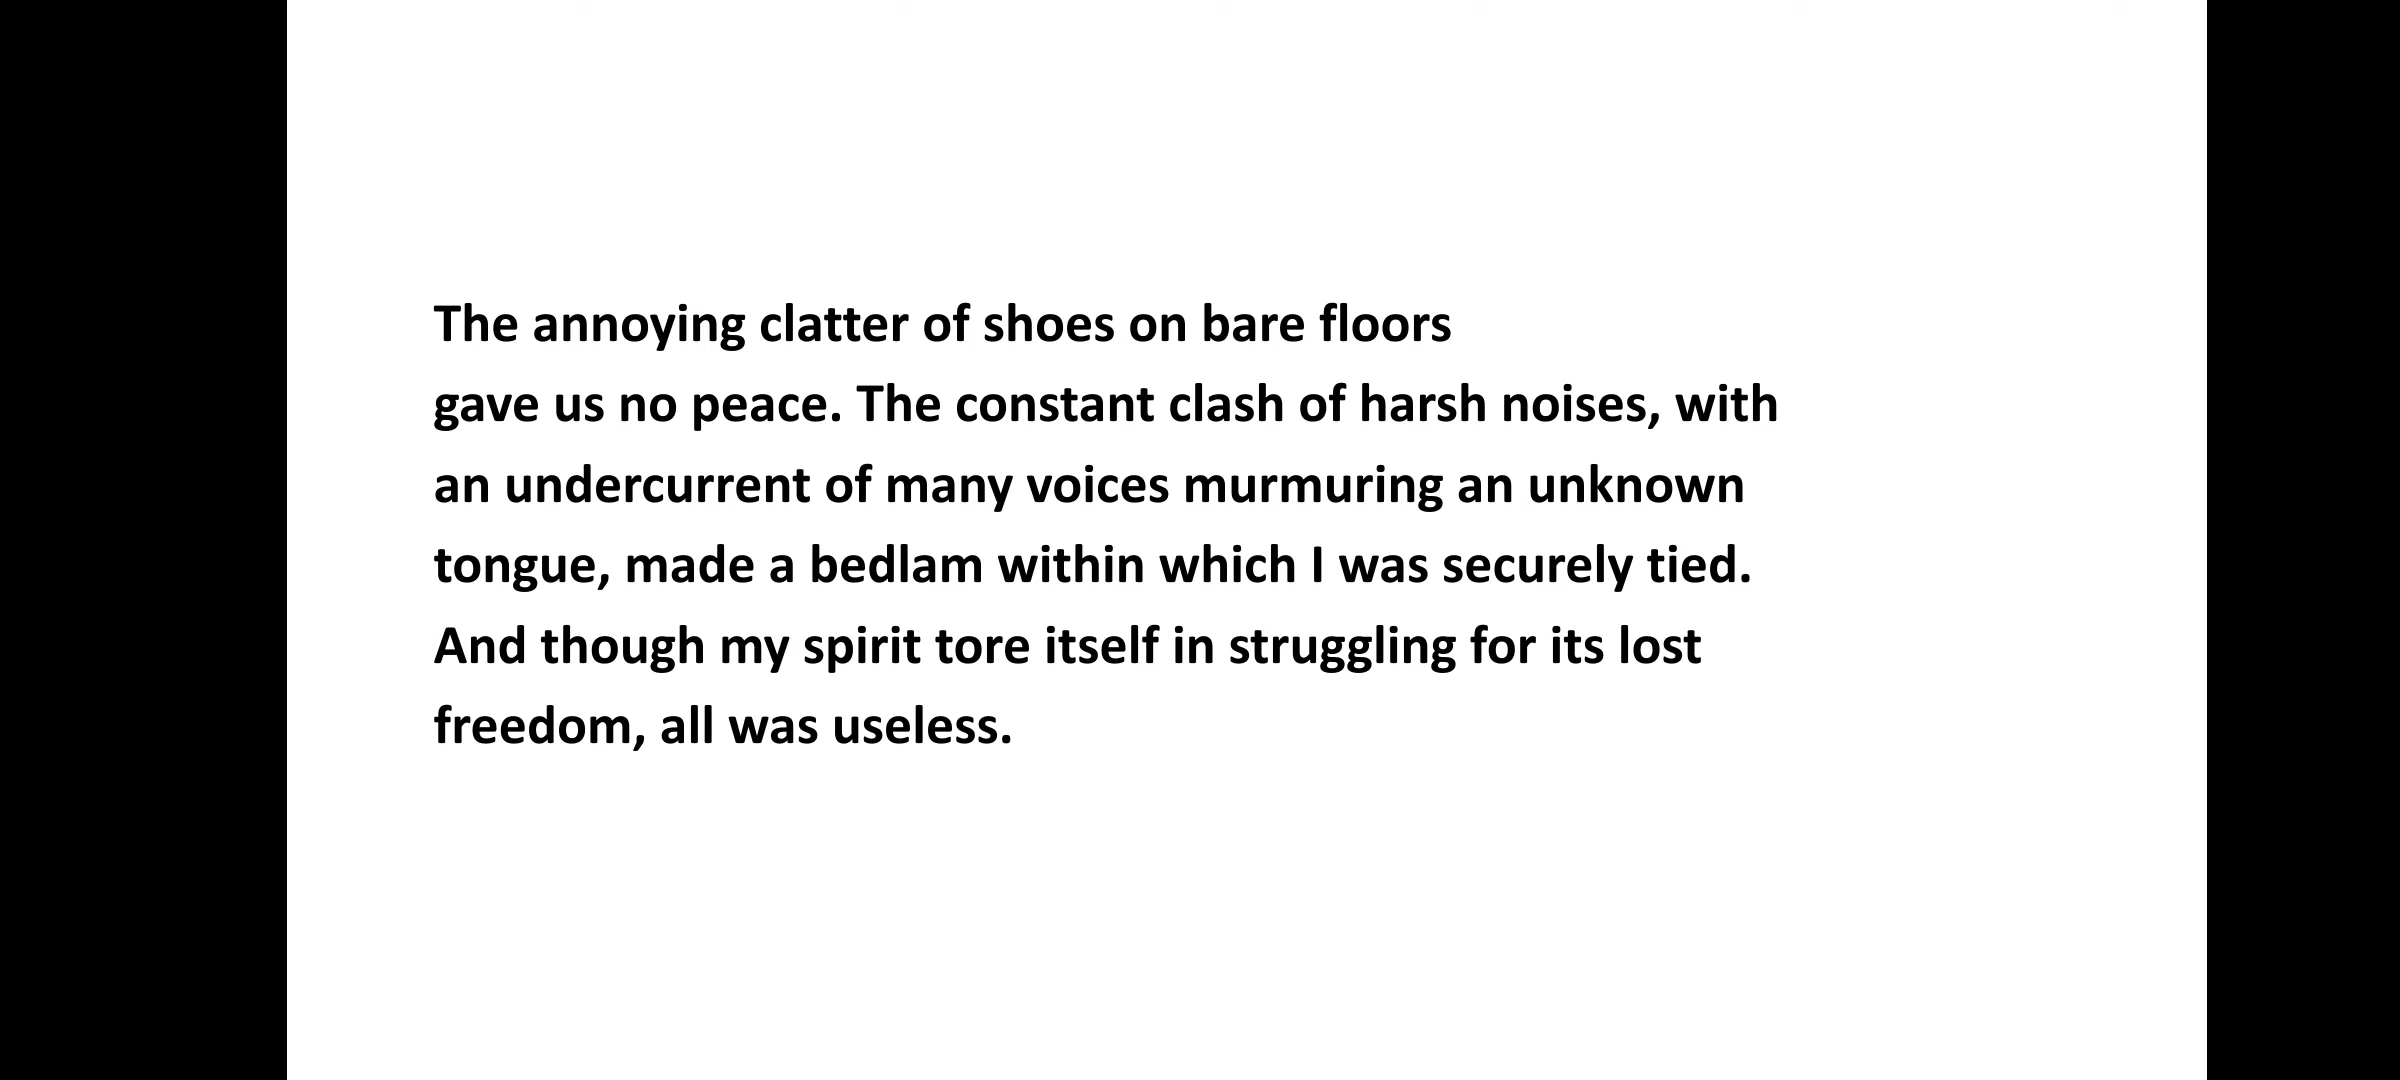 The annoying clatter of shoes on bare floors
gave us no peace. The constant clash of harsh noises, with
an undercurrent of many voices murmuring an unknown
tongue, made a bedlam within which I was securely tied.
And though my spirit tore itself in struggling for its lost
freedom, all was useless.